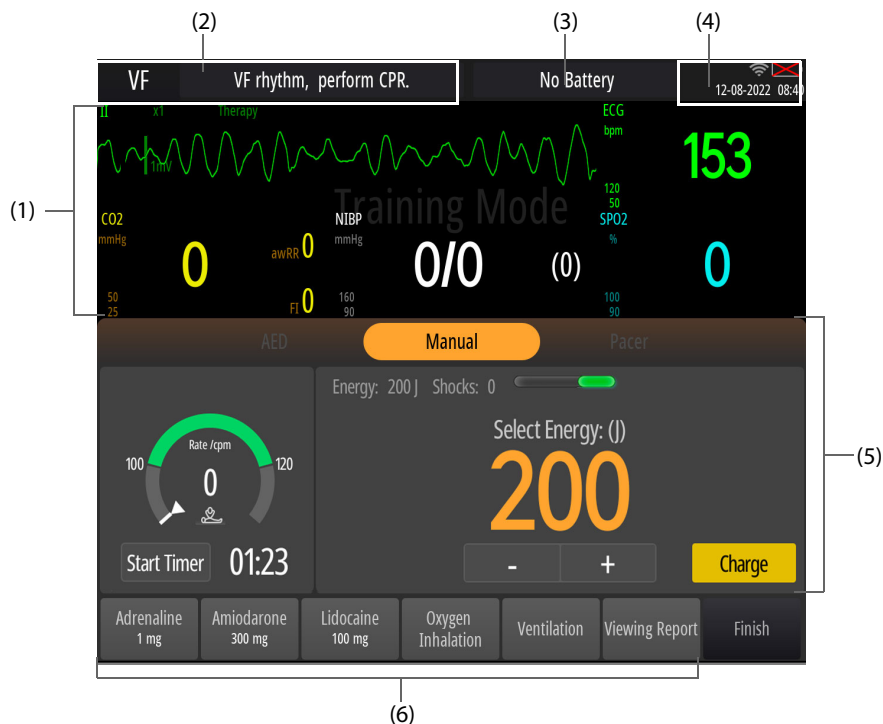 (2)
(3)
(4)
VF
VF rhythm, perform CPR.
No Battery
12-08-2022 08:40
(1)
II
x1
Therapy
1mV
ECG
bpm
153
120
50
Training Mode
CO2
mmHg
0
awRR 0
FI 0
50
25
NIBP
mmHg
0/0
(0)
160
90
SPO2
%
0
100
90
AED
Manual
Pacer
(5)
Rate /cpm
100
120
0
Start Timer
01:23
Energy: 200 J Shocks: 0
Select Energy: (J)
200
-
+
Charge
Adrenaline
1 mg
Amiodarone
300 mg
Lidocaine
100 mg
Oxygen
Inhalation
Ventilation
Viewing Report
Finish
(6)